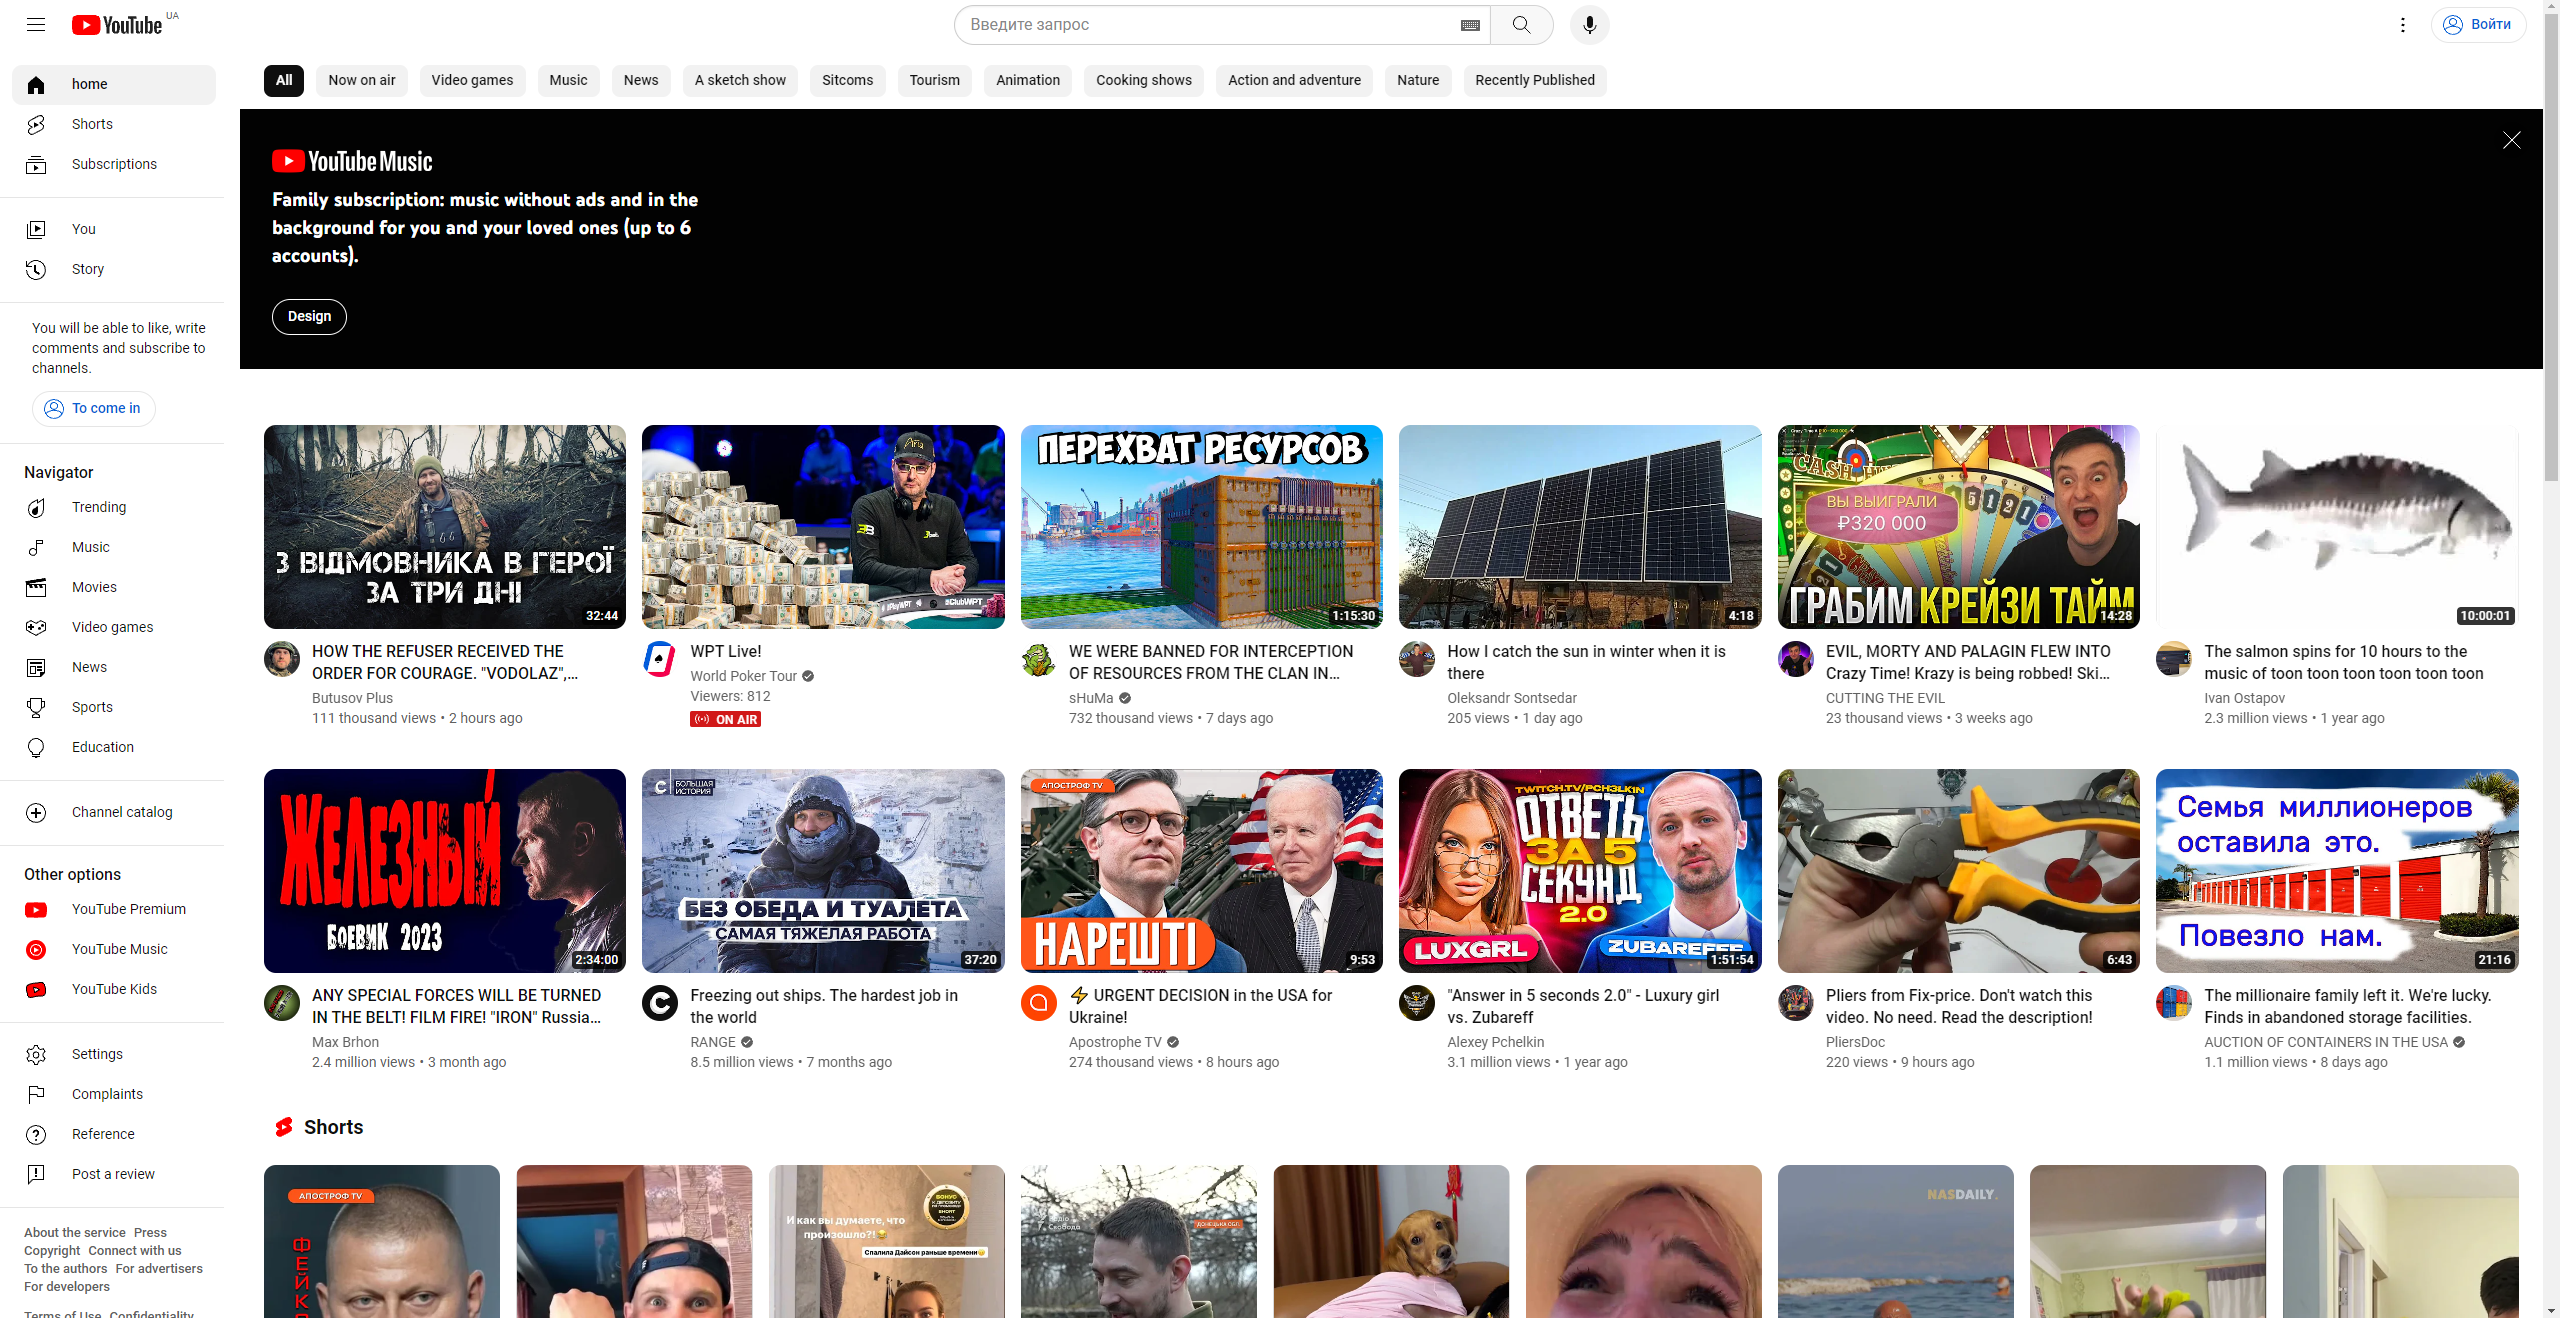 YouTube UA
Введите запрос
Войти
home
Shorts
Subscriptions
You
Story
You will be able to like, write
comments and subscribe to
channels.
To come in
Navigator
Trending
Music
Movies
Video games
News
Sports
Education
Channel catalog
Other options
YouTube Premium
YouTube Music
YouTube Kids
Settings
Complaints
Reference
Post a review
About the service Press
Copyright Connect with us
To the authors For advertisers
For developers
Terms of Use Confidentiality
All Now on air Video games Music News A sketch show Sitcoms Tourism Animation Cooking shows Action and adventure Nature Recently Published
YouTube Music
Family subscription: music without ads and in the
background for you and your loved ones (up to 6
accounts).
Design
З ВІДМОВНИКА В ГЕРОЇ
ЗА ТРИ ДНІ
32:44
HOW THE REFUSER RECEIVED THE
ORDER FOR COURAGE. "VODOLAZ",...
Butusov Plus
111 thousand views • 2 hours ago
Aria
#PlayWPT #ClubWPT
WPT Live!
World Poker Tour
Viewers: 812
ON AIR
ПЕРЕХВАТ РЕСУРСОВ
1:15:30
WE WERE BANNED FOR INTERCEPTION
OF RESOURCES FROM THE CLAN IN...
sHuMa
732 thousand views • 7 days ago
4:18
How I catch the sun in winter when it is
there
Oleksandr Sontsedar
205 views • 1 day ago
ВЫ ВЫИГРАЛИ
₽320 000
ГРАБИМ КРЕЙЗИ ТАЙМ
14:28
EVIL, MORTY AND PALAGIN FLEW INTO
Crazy Time! Krazy is being robbed! Ski...
CUTTING THE EVIL
23 thousand views • 3 weeks ago
10:00:01
The salmon spins for 10 hours to the
music of toon toon toon toon toon toon
Ivan Ostapov
2.3 million views • 1 year ago
ЖЕЛЕЗНЫЙ
БОЕВИК 2023
2:34:00
ANY SPECIAL FORCES WILL BE TURNED
IN THE BELT! FILM FIRE! "IRON" Russia...
Max Brhon
2.4 million views • 3 month ago
БОЛЬШАЯ
ИСТОРИЯ
БЕЗ ОБЕДА И ТУАЛЕТА
САМАЯ ТЯЖЕЛАЯ РАБОТА
37:20
Freezing out ships. The hardest job in
the world
RANGE
8.5 million views • 7 months ago
АПОСТРОФ TV
НАРЕШТІ
9:53
⚡ URGENT DECISION in the USA for
Ukraine!
Apostrophe TV
274 thousand views • 8 hours ago
TWITCH.TV/PCH3LK1N
ОТВЕТЬ
ЗА 5
СЕКУНД
2.0
LUXGRL
ZUBAREFF
1:51:54
"Answer in 5 seconds 2.0" - Luxury girl
vs. Zubareff
Alexey Pchelkin
3.1 million views • 1 year ago
6:43
Pliers from Fix-price. Don't watch this
video. No need. Read the description!
PliersDoc
220 views • 9 hours ago
Семья миллионеров
оставила это.
Повезло нам.
21:16
The millionaire family left it. We're lucky.
Finds in abandoned storage facilities.
AUCTION OF CONTAINERS IN THE USA
1.1 million views • 8 days ago
Shorts
АПОСТРОФ TV
ФЕЙК
И как вы думаете, что
произошло?!
Спалила Дайсон раньше времени
Радіо
Свобода
ДОНЕЦЬКА ОБЛ.
NASDAILY.